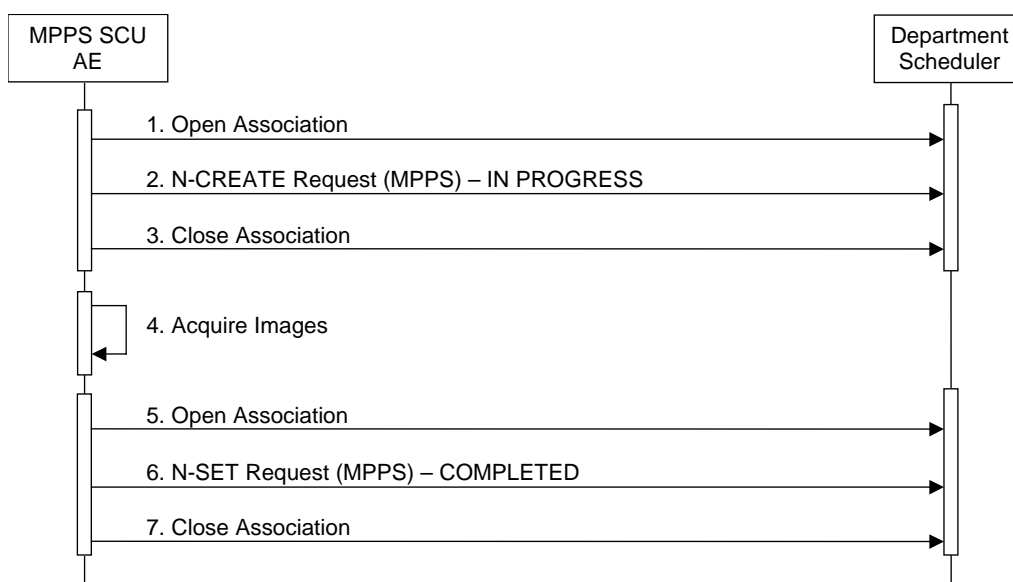 MPPS SCU
AE
Department
Scheduler
1. Open Association
2. N-CREATE Request (MPPS) – IN PROGRESS
3. Close Association
4. Acquire Images
5. Open Association
6. N-SET Request (MPPS) – COMPLETED
7. Close Association